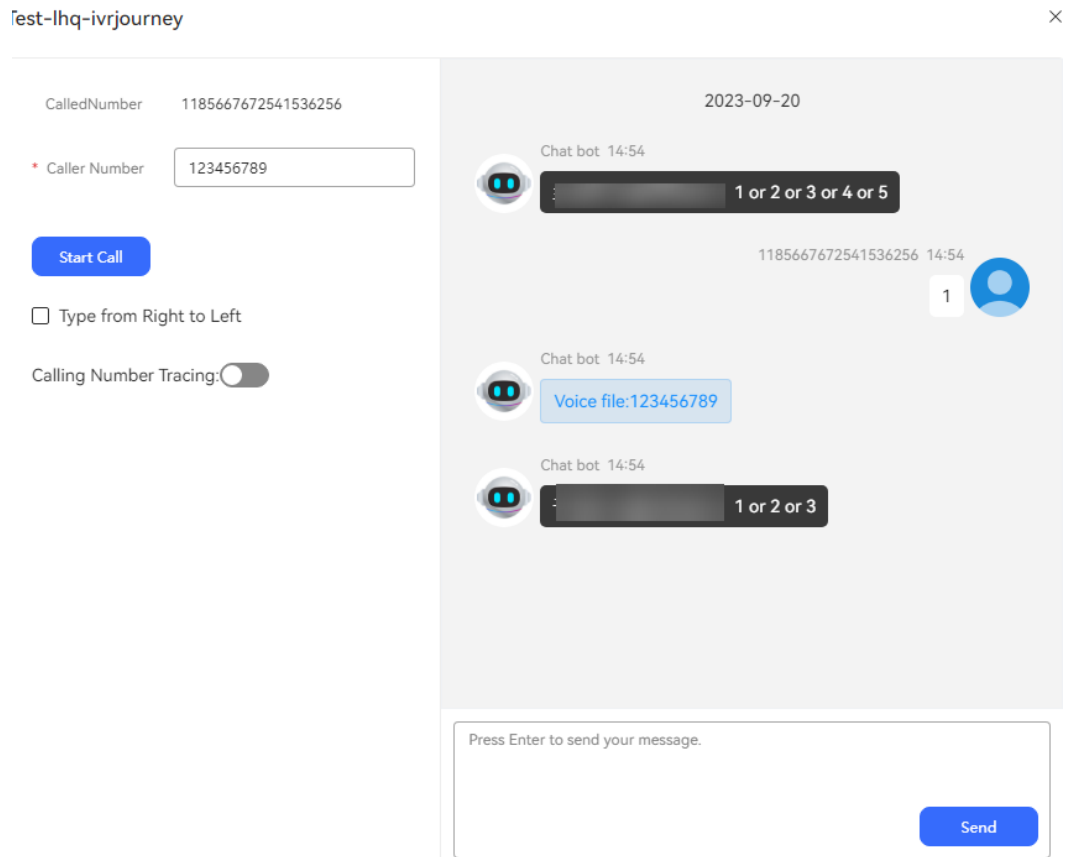 Test-lhq-ivrjourney
CalledNumber 1185667672541536256
* Caller Number 123456789
Start Call
Type from Right to Left
Calling Number Tracing:
2023-09-20
Chat bot 14:54
1 or 2 or 3 or 4 or 5
1185667672541536256 14:54
1
Chat bot 14:54
Voice file:123456789
Chat bot 14:54
1 or 2 or 3
Press Enter to send your message.
Send